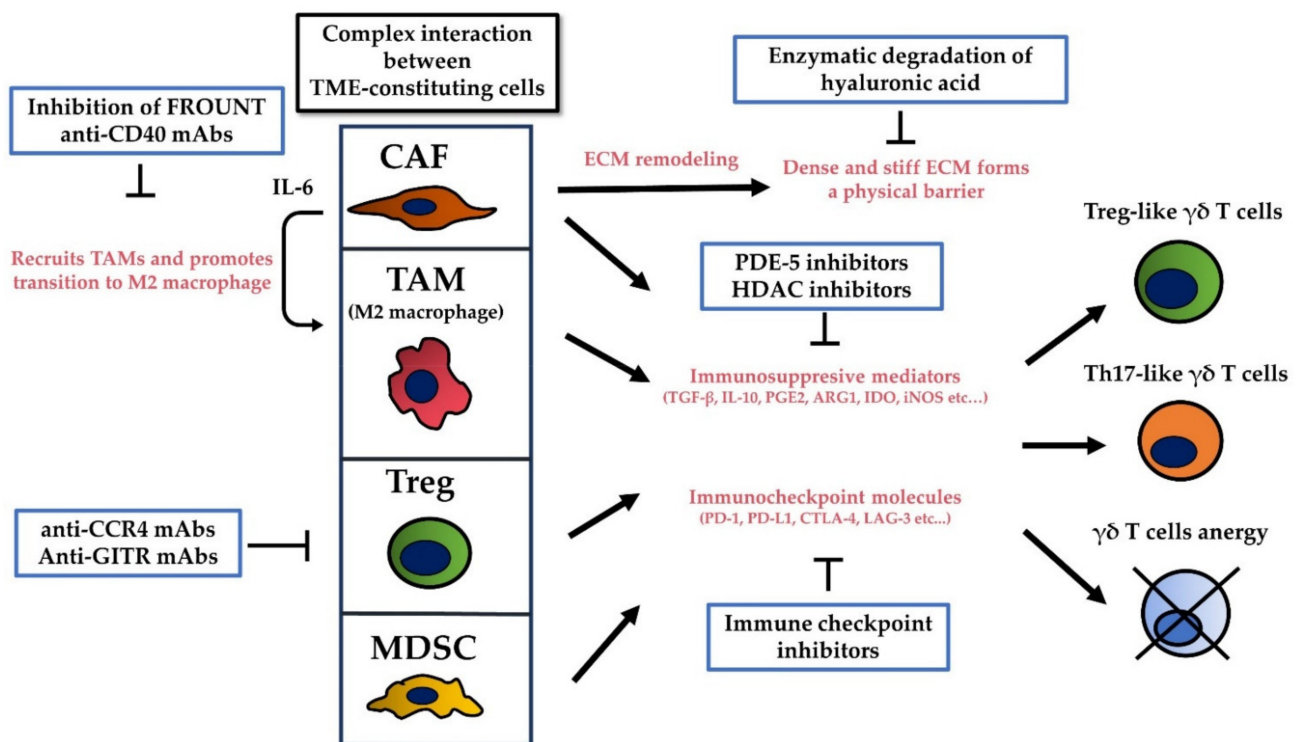 Complex interaction
between
TME-constituting cells
Enzymatic degradation of
hyaluronic acid
Inhibition of FROUNT
anti-CD40 mAbs
CAF
ECM remodeling
Dense and stiff ECM forms
a physical barrier
IL-6
Recruits TAMs and promotes
transition to M2 macrophage
TAM
(M2 macrophage)
PDE-5 inhibitors
HDAC inhibitors
Treg-like γδ T cells
Immunosuppresive mediators
(TGF-β, IL-10, PGE2, ARG1, IDO, iNOS etc…)
Th17-like γδ T cells
Treg
Immunocheckpoint molecules
(PD-1, PD-L1, CTLA-4, LAG-3 etc...)
anti-CCR4 mAbs
Anti-GITR mAbs
γδ T cells anergy
MDSC
Immune checkpoint
inhibitors